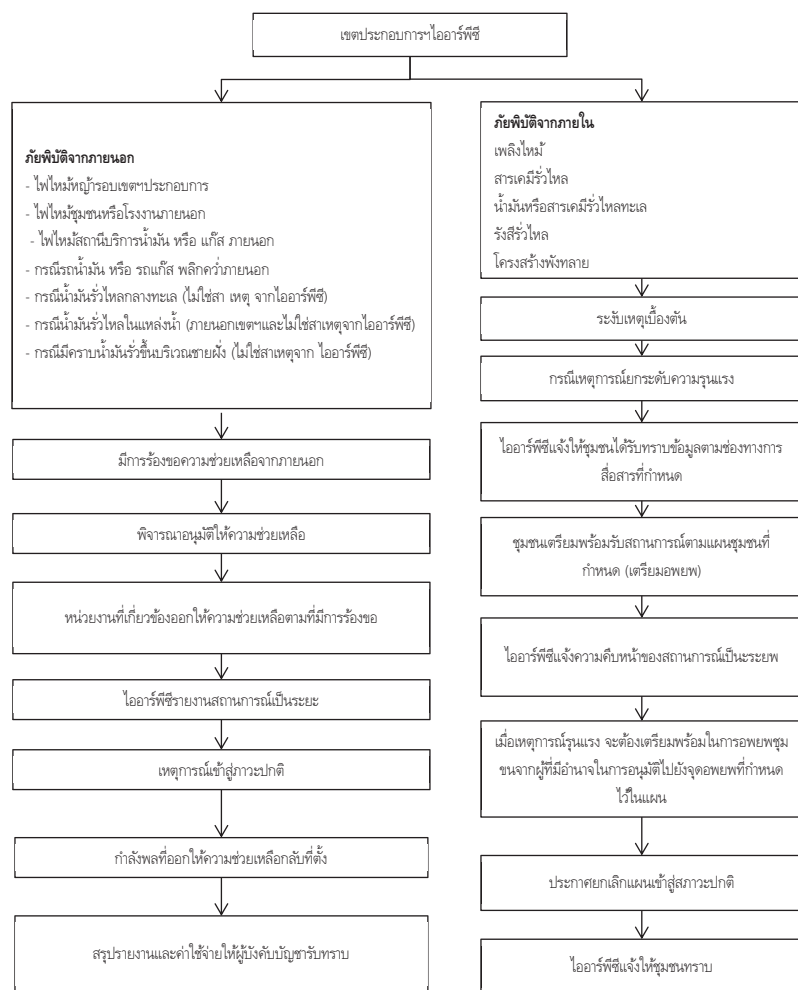 เขตประกอบการฯไออาร์พีซี
ภัยพิบัติจากภายนอก
- ไฟไหม้หญ้ารอบเขตฯประกอบการ
- ไฟไหม้ชุมชนหรือโรงงานภายนอก
- ไฟไหม้สถานีบริการน้ำมัน หรือ แก๊ส ภายนอก
- กรณีรถน้ำมัน หรือ รถแก๊ส พลิกคว่ำภายนอก
- กรณีน้ำมันรั่วไหลกลางทะเล (ไม่ใช่สา เหตุ จากไออาร์พีซี)
- กรณีน้ำมันรั่วไหลในแหล่งน้ำ (ภายนอกเขตฯและไม่ใช่สาเหตุจากไออาร์พีซี)
- กรณีมีคราบน้ำมันรั่วขึ้นบริเวณชายฝั่ง (ไม่ใช่สาเหตุจาก ไออาร์พีซี)
มีการร้องขอความช่วยเหลือจากภายนอก
พิจารณาอนุมัติให้ความช่วยเหลือ
หน่วยงานที่เกี่ยวข้องออกให้ความช่วยเหลือตามที่มีการร้องขอ
ไออาร์พีซีรายงานสถานการณ์เป็นระยะ
เหตุการณ์เข้าสู่ภาวะปกติ
กำลังพลที่ออกให้ความช่วยเหลือกลับที่ตั้ง
สรุปรายงานและค่าใช้จ่ายให้ผู้บังคับบัญชารับทราบ
ภัยพิบัติจากภายใน
เพลิงไหม้
สารเคมีรั่วไหล
น้ำมันหรือสารเคมีรั่วไหลทะเล
รังสีรั่วไหล
โครงสร้างพังทลาย
ระงับเหตุเบื้องต้น
กรณีเหตุการณ์ยกระดับความรุนแรง
ไออาร์พีซีแจ้งให้ชุมชนได้รับทราบข้อมูลตามช่องทางการ
สื่อสารที่กำหนด
ชุมชนเตรียมพร้อมรับสถานการณ์ตามแผนชุมชนที่
กำหนด (เตรียมอพยพ)
ไออาร์พีซีแจ้งความคืบหน้าของสถานการณ์เป็นะระยพ
เมื่อเหตุการณ์รุนแรง จะต้องเตรียมพร้อมในการอพยพชุม
ชนจากผู้ที่มีอำนาจในการอนุมัติไปยังจุดอพยพที่กำหนด
ไว้ในแผน
ประกาศยกเลิกแผนเข้าสู่สภาวะปกติ
ไออาร์พีซีแจ้งให้ชุมชนทราบ